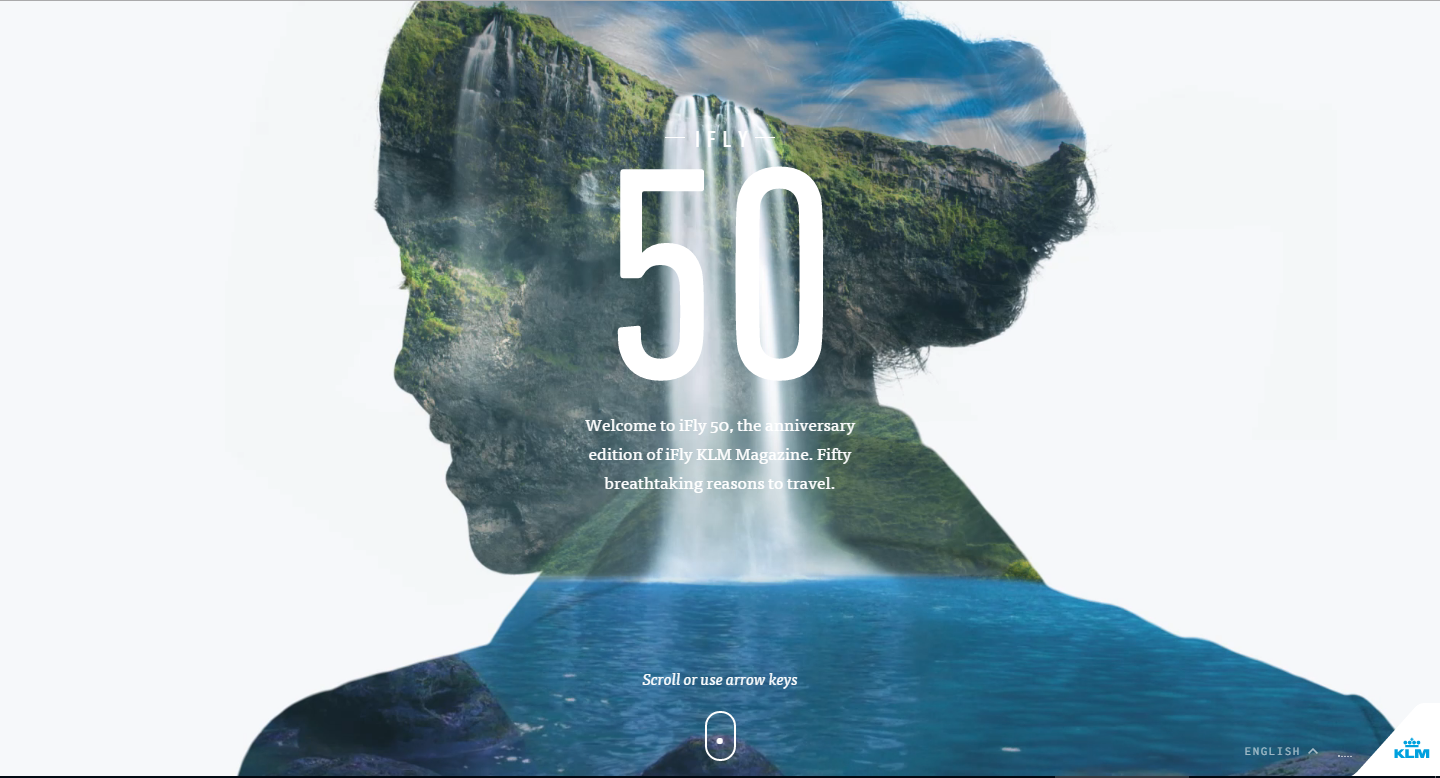 IFLY
50
Welcome to iFly 50, the anniversary
edition of iFly KLM Magazine. Fifty
breathtaking reasons to travel.
Scroll or use arrow keys
ENGLISH
KLM